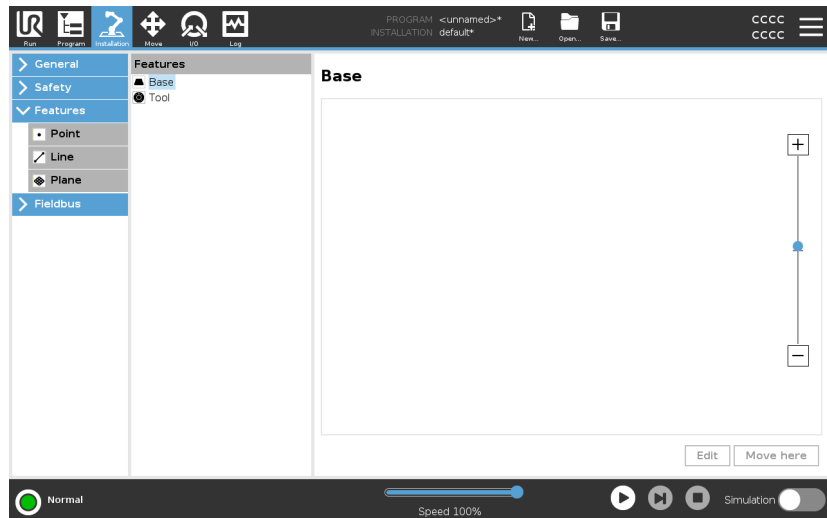 UR
Run
Program
Installation
Move
I/O
Log
PROGRAM <unnamed>*
INSTALLATION default*
New...
Open...
Save...
cccc
cccc
General
Safety
Features
Point
Line
Plane
Fieldbus
Features
Base
Tool
Base
+
−
Edit
Move here
Normal
Speed 100%
Simulation